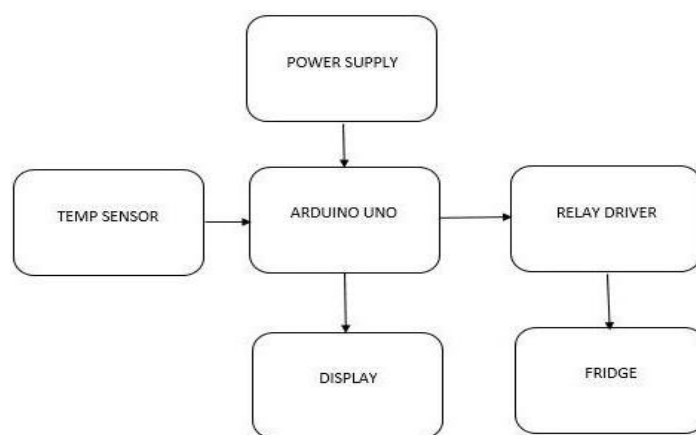 POWER SUPPLY
TEMP SENSOR
ARDUINO UNO
RELAY DRIVER
DISPLAY
FRIDGE